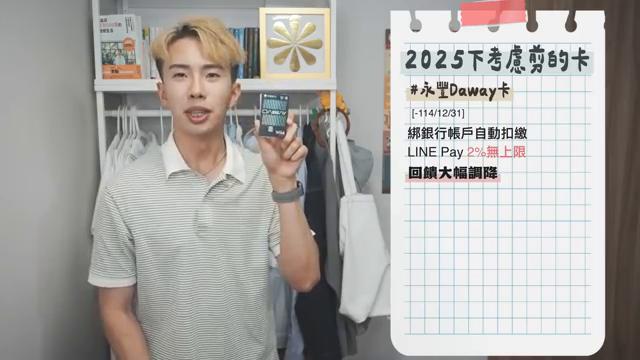 2025下考慮剪的卡
#永豐Daway卡
[-114/12/31]
綁銀行帳戶自動扣繳
LINE Pay 2%無上限
回饋大幅調降